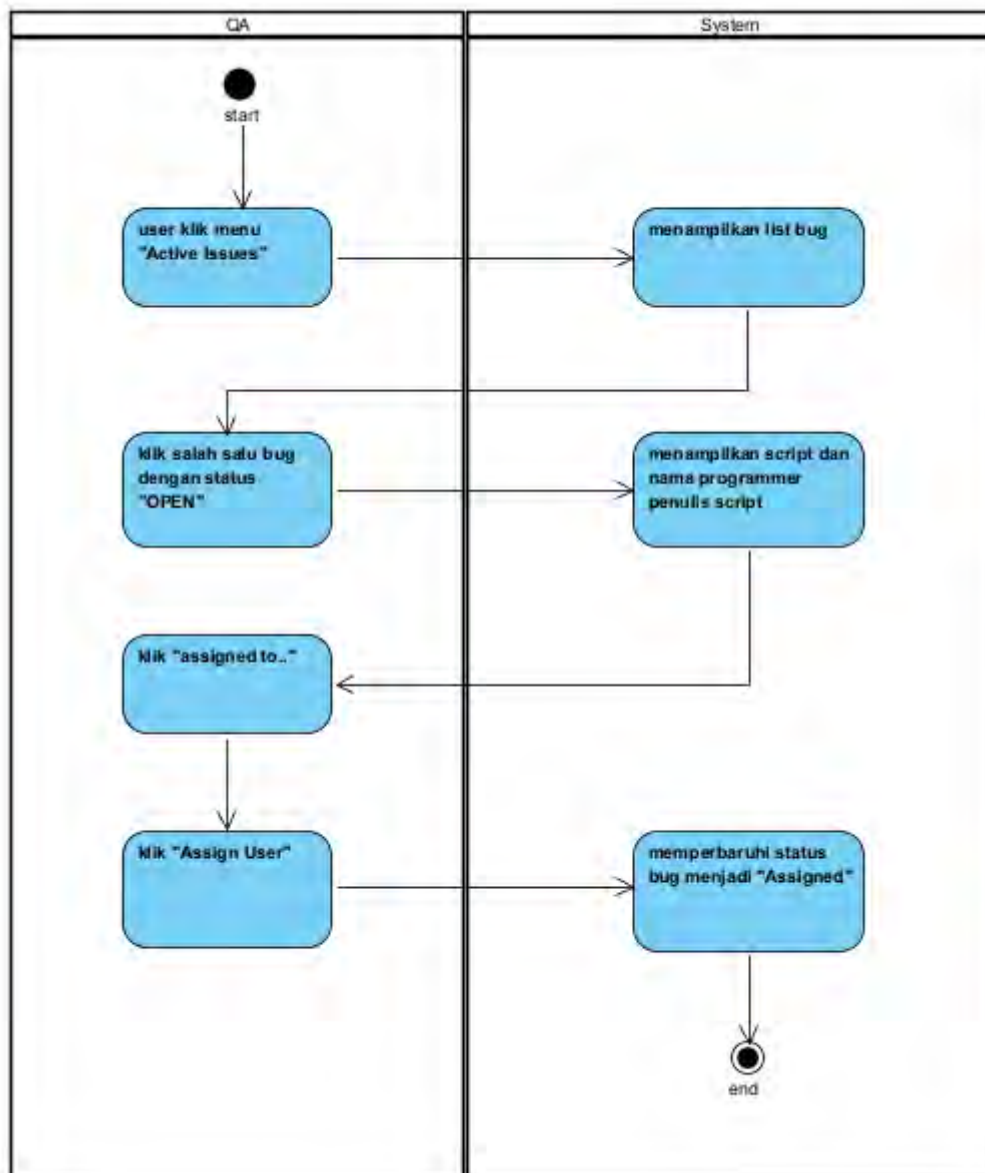 QA
System
start
user klik menu
"Active Issues"
menampilkan list bug
klik salah satu bug
dengan status
"OPEN"
menampilkan script dan
nama programmer
penulis script
klik "assigned to.."
klik "Assign User"
memperbaruhi status
bug menjadi "Assigned"
end